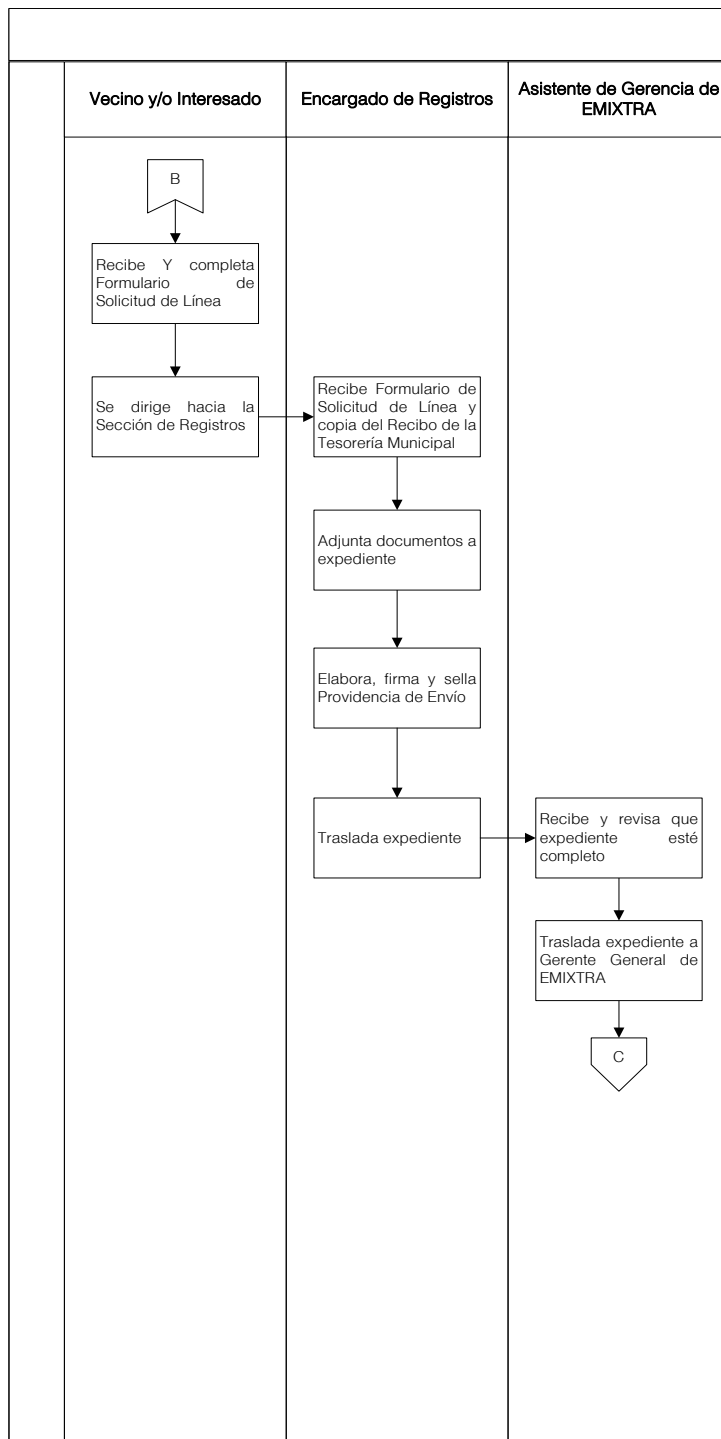 Vecino y/o Interesado
Encargado de Registros
Asistente de Gerencia de
EMIXTRA
B
Recibe Y completa
Formulario de
Solicitud de Línea
Se dirige hacia la
Sección de Registros
Recibe Formulario de
Solicitud de Línea y
copia del Recibo de la
Tesorería Municipal
Adjunta documentos a
expediente
Elabora, firma y sella
Providencia de Envío
Traslada expediente
Recibe y revisa que
expediente esté
completo
Traslada expediente a
Gerente General de
EMIXTRA
C